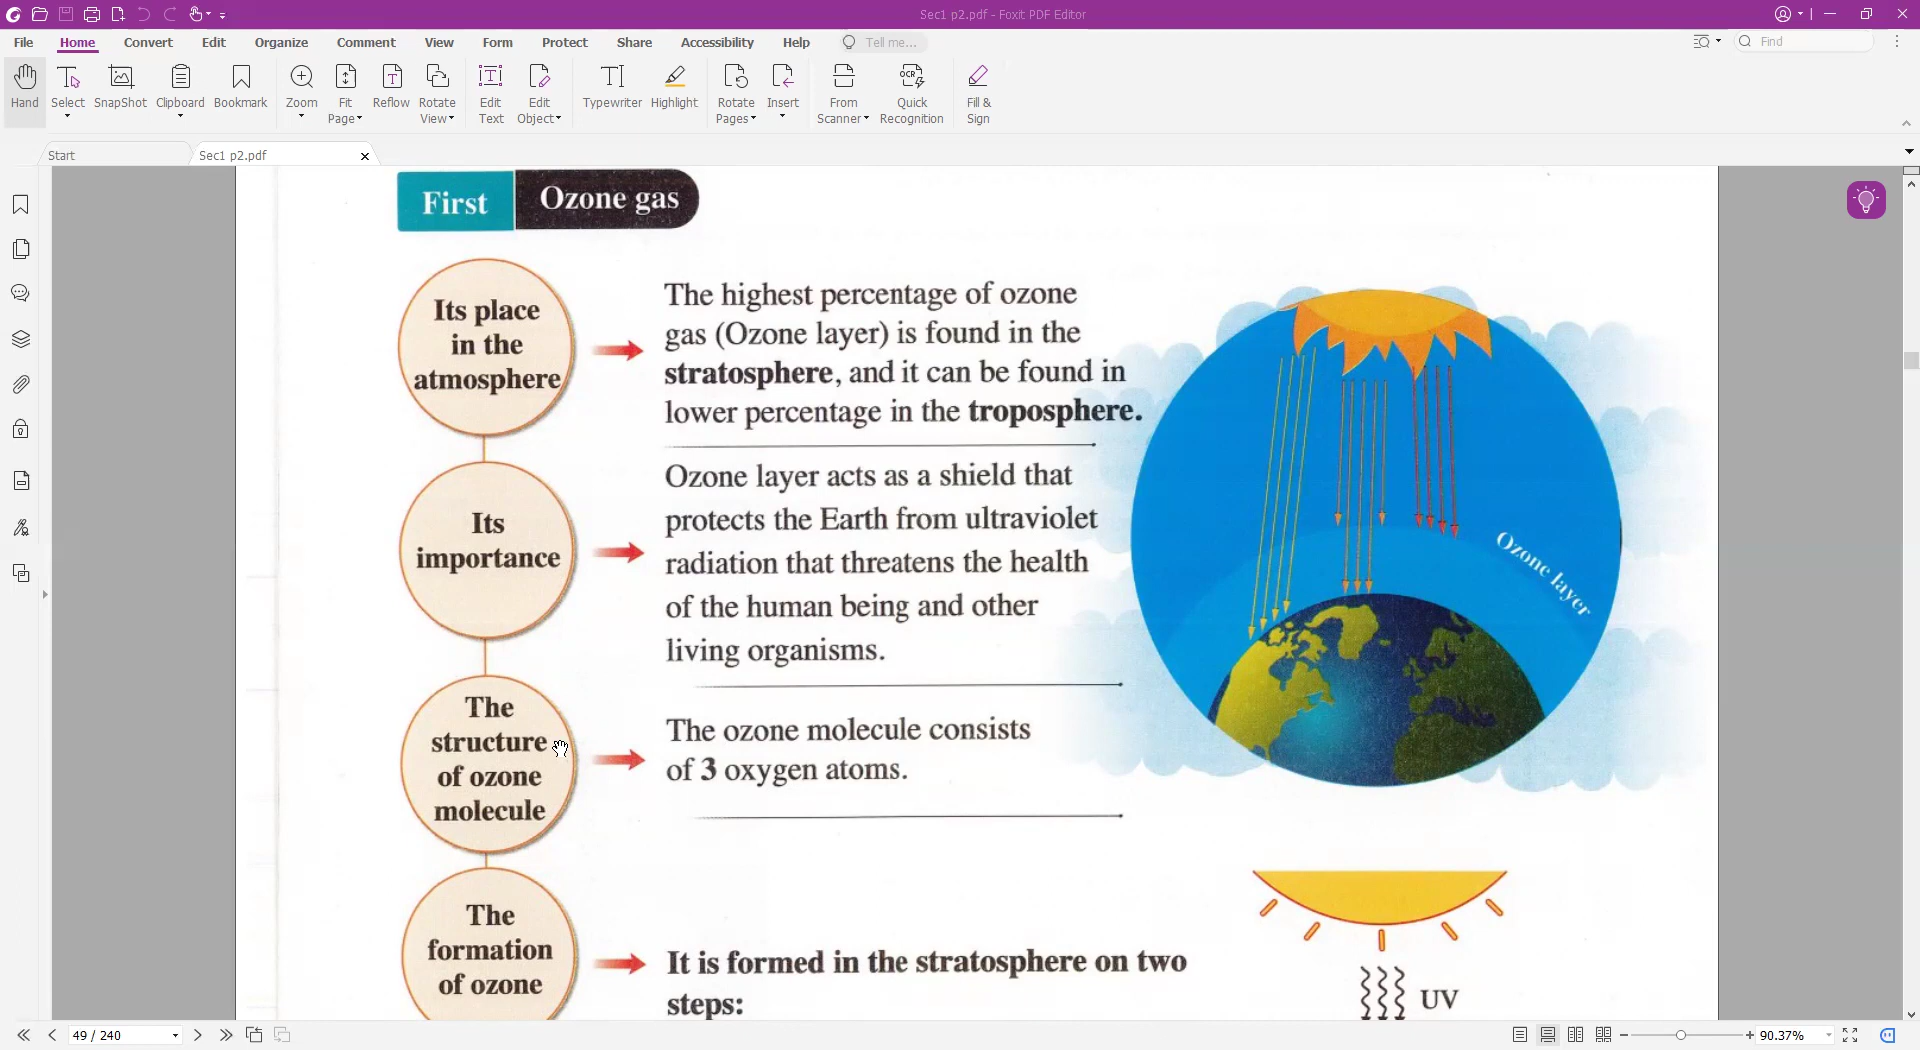 Sec1 p2.pdf - Foxit PDF Editor
File Home Convert Edit Organize Comment View Form Protect Share Accessibility Help Tell me... Find
Hand Select SnapShot Clipboard Bookmark Zoom Fit Page Reflow Rotate View Edit Text Edit Object Typewriter Highlight Rotate Pages Insert From Scanner OCR Quick Recognition Fill & Sign
Start Sec1 p2.pdf
First Ozone gas
Its place
in the
atmosphere
The highest percentage of ozone
gas (Ozone layer) is found in the
stratosphere, and it can be found in
lower percentage in the troposphere.
Its
importance
Ozone layer acts as a shield that
protects the Earth from ultraviolet
radiation that threatens the health
of the human being and other
living organisms.
Ozone layer
The
structure
of ozone
molecule
The ozone molecule consists
of 3 oxygen atoms.
The
formation
of ozone
It is formed in the stratosphere on two
steps:
UV
49 / 240
90.37%